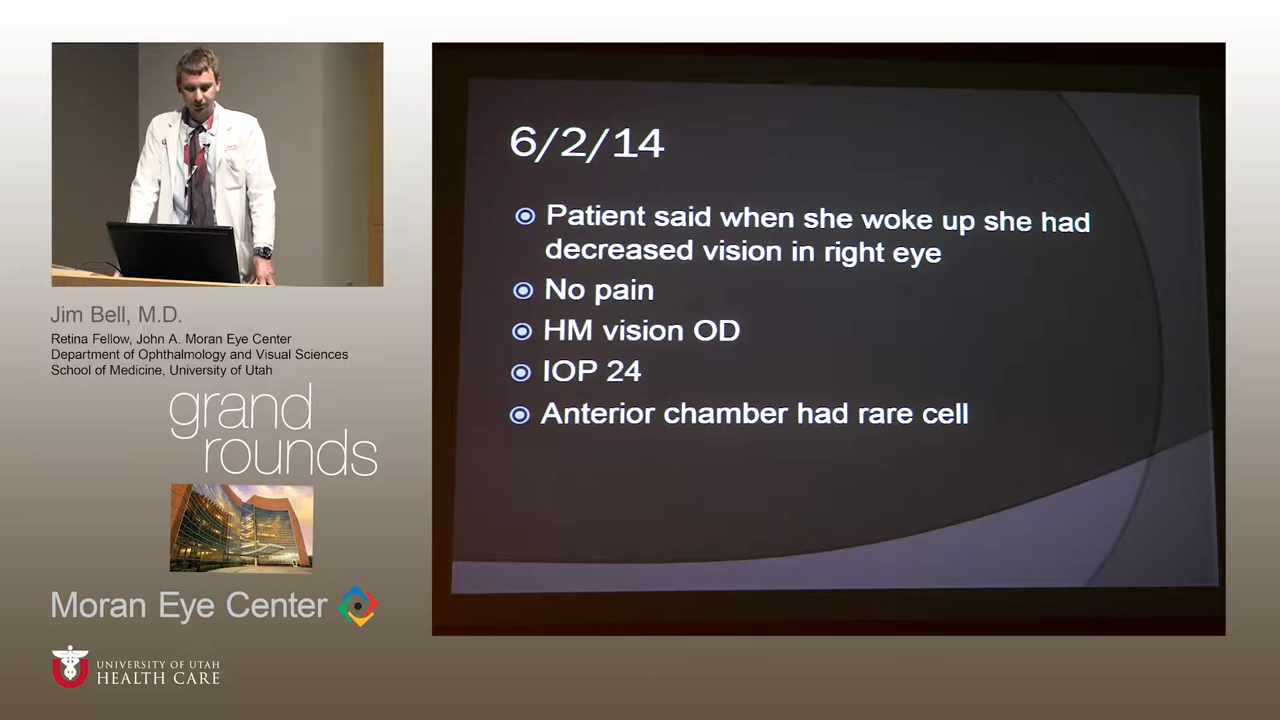 6/2/14
Patient said when she woke up she had
decreased vision in right eye
No pain
HM vision OD
IOP 24
Anterior chamber had rare cell
Jim Bell, M.D.
Retina Fellow, John A. Moran Eye Center
Department of Ophthalmology and Visual Sciences
School of Medicine, University of Utah
grand
rounds
Moran Eye Center
UNIVERSITY OF UTAH
HEALTH CARE